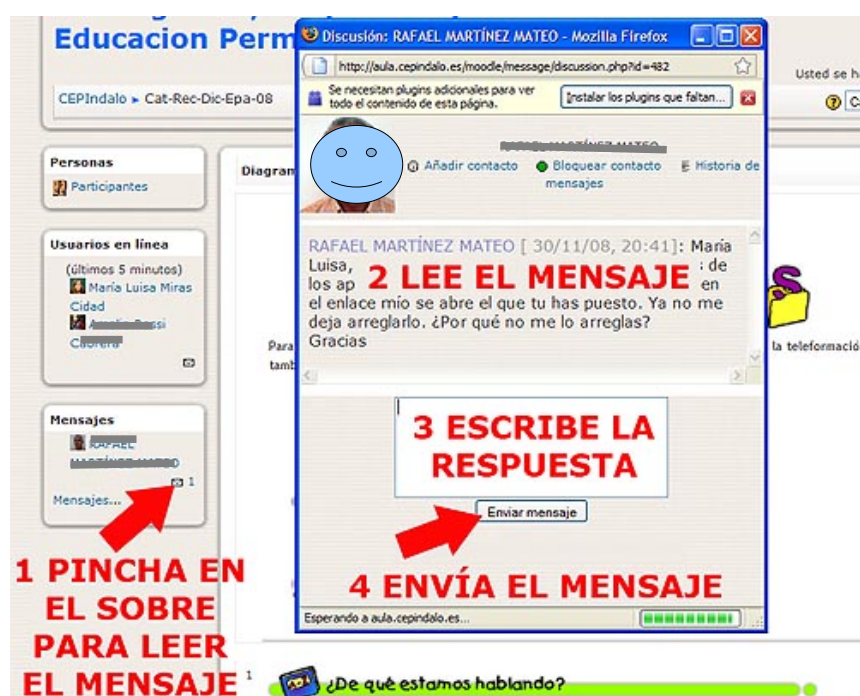 Educacion Perm
CEPIndalo ► Cat-Rec-Dic-Epa-08
Usted se h
Personas
Participantes
Usuarios en línea
(últimos 5 minutos)
María Luisa Miras
Cidad
Mensajes
1
Mensajes...
1 PINCHA EN
EL SOBRE
PARA LEER
EL MENSAJE
Diagram
Para
tamb
la teleformació
Discusión: RAFAEL MARTÍNEZ MATEO - Mozilla Firefox
http://aula.cepindalo.es/moodle/message/discussion.php?id=482
Se necesitan plugins adicionales para ver
todo el contenido de esta página.
Instalar los plugins que faltan...
Añadir contacto
Bloquear contacto
Historia de
mensajes
RAFAEL MARTÍNEZ MATEO [ 30/11/08, 20:41]: María
Luisa, de
los ap en
2 LEE EL MENSAJE
el enlace mío se abre el que tu has puesto. Ya no me
deja arreglarlo. ¿Por qué no me lo arreglas?
Gracias
3 ESCRIBE LA
RESPUESTA
Enviar mensaje
4 ENVÍA EL MENSAJE
Esperando a aula.cepindalo.es...
1
¿De qué estamos hablando?